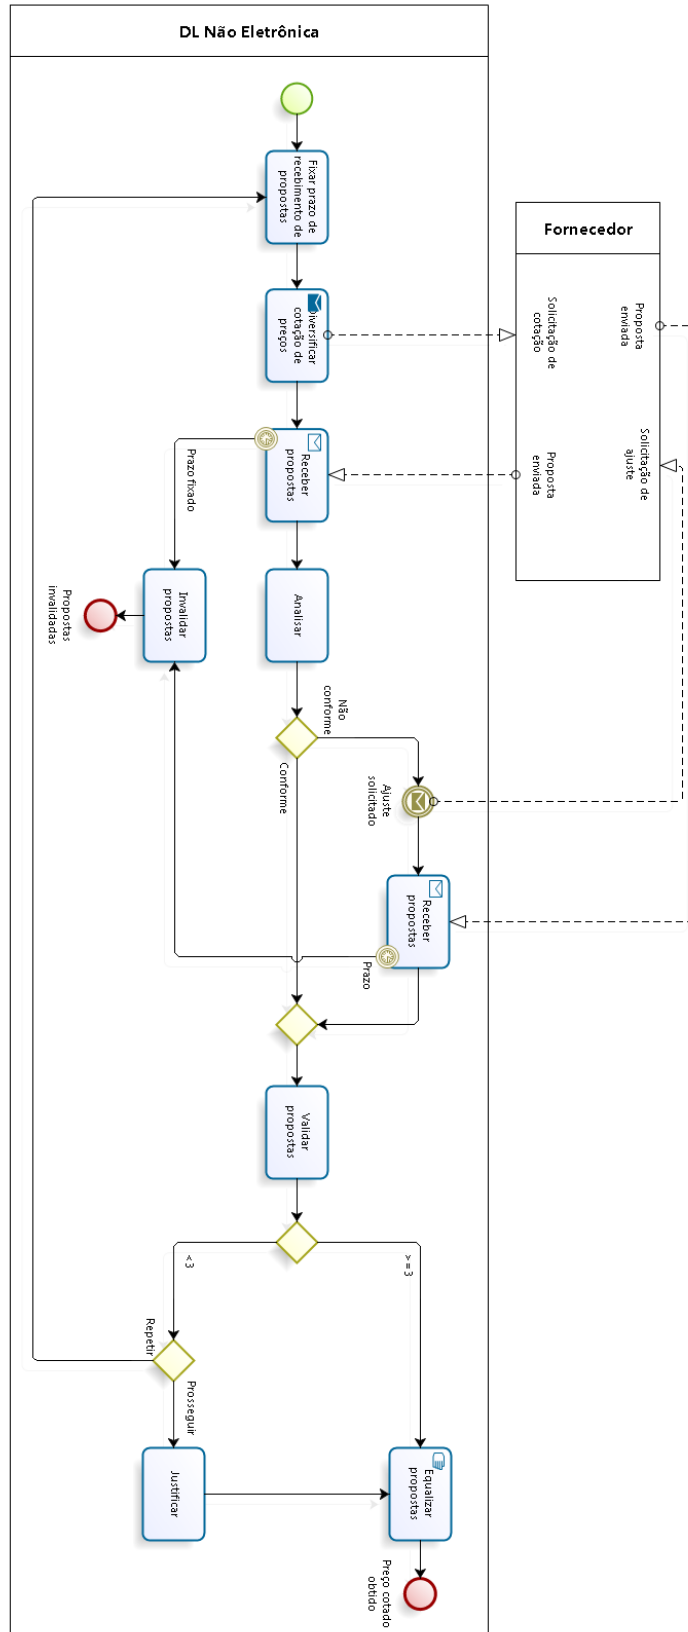 DL Não Eletrônica
Fixar prazo de
recebimento de
propostas
Fornecedor
Diversificar
cotação de
preços
Solicitação de
cotação
Proposta
enviada
Receber
propostas
Prazo fixado
Proposta
enviada
Solicitação de
ajuste
Invalidar
propostas
Propostas
invalidadas
Analisar
Não
conforme
Conforme
Ajuste
solicitado
Receber
propostas
Prazo
Validar
propostas
>=3
<3
Repetir
Prosseguir
Justificar
Equalizar
propostas
Preço cotado
obtido